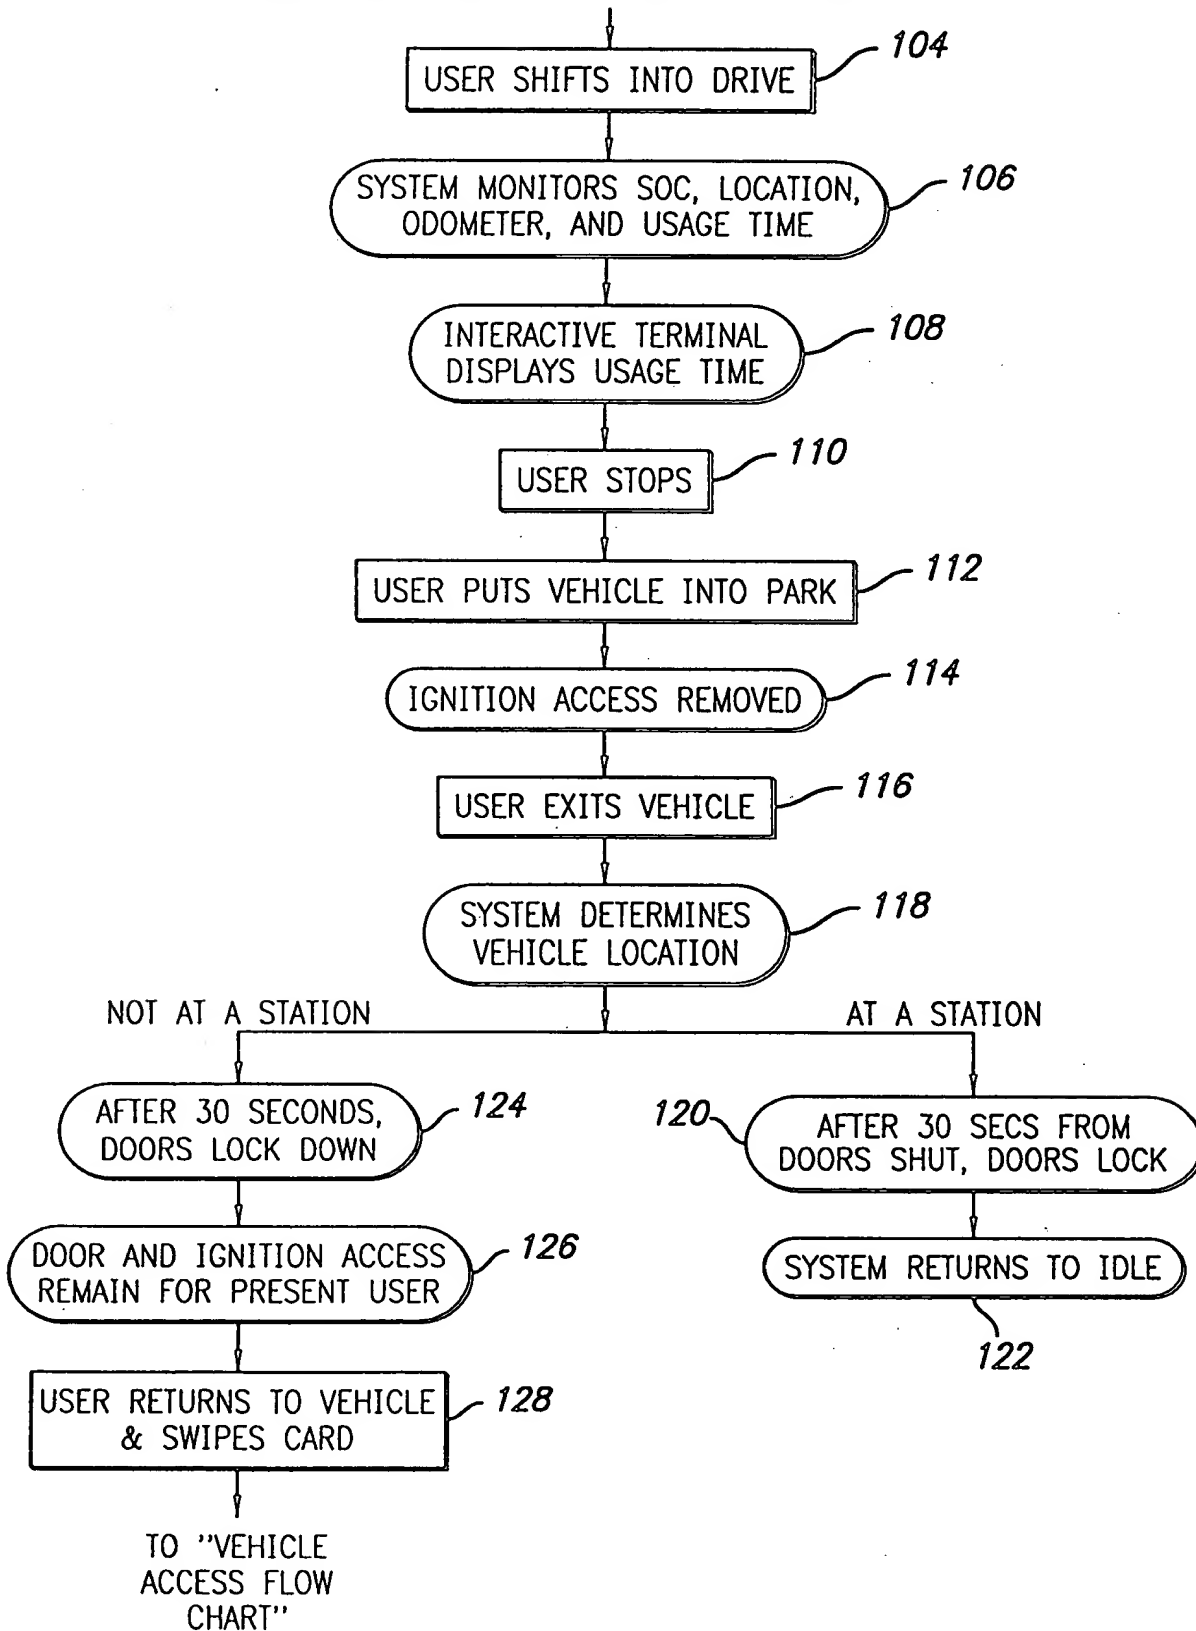 104
USER SHIFTS INTO DRIVE
106
SYSTEM MONITORS SOC, LOCATION,
ODOMETER, AND USAGE TIME
108
INTERACTIVE TERMINAL
DISPLAYS USAGE TIME
110
USER STOPS
112
USER PUTS VEHICLE INTO PARK
114
IGNITION ACCESS REMOVED
116
USER EXITS VEHICLE
118
SYSTEM DETERMINES
VEHICLE LOCATION
NOT AT A STATION
AT A STATION
124
AFTER 30 SECONDS,
DOORS LOCK DOWN
120
AFTER 30 SECS FROM
DOORS SHUT, DOORS LOCK
126
DOOR AND IGNITION ACCESS
REMAIN FOR PRESENT USER
SYSTEM RETURNS TO IDLE
122
128
USER RETURNS TO VEHICLE
& SWIPES CARD
TO "VEHICLE
ACCESS FLOW
CHART"